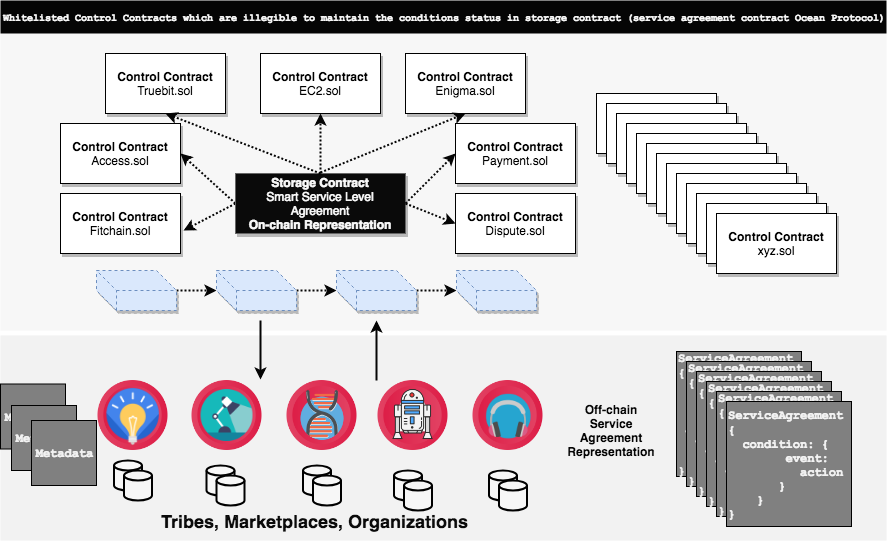 Whitelisted Control Contracts which are illegible to maintain the conditions status in storage contract (service agreement contract Ocean Protocol)
Control Contract
Truebit.sol
Control Contract
EC2.sol
Control Contract
Enigma.sol
Control Contract
Access.sol
Control Contract
Payment.sol
Storage Contract
Smart Service Level
Agreement
On-chain Representation
Control Contract
Fitchain.sol
Control Contract
Dispute.sol
Control Contract
xyz.sol
Metadata
Off-chain
Service
Agreement
Representation
ServiceAgreement
{
ServiceAgreement
{
ServiceAgreement
{
ServiceAgreement
{
ServiceAgreement
{
ServiceAgreement
{
condition: {
event:
action
}
}
}
Tribes, Marketplaces, Organizations